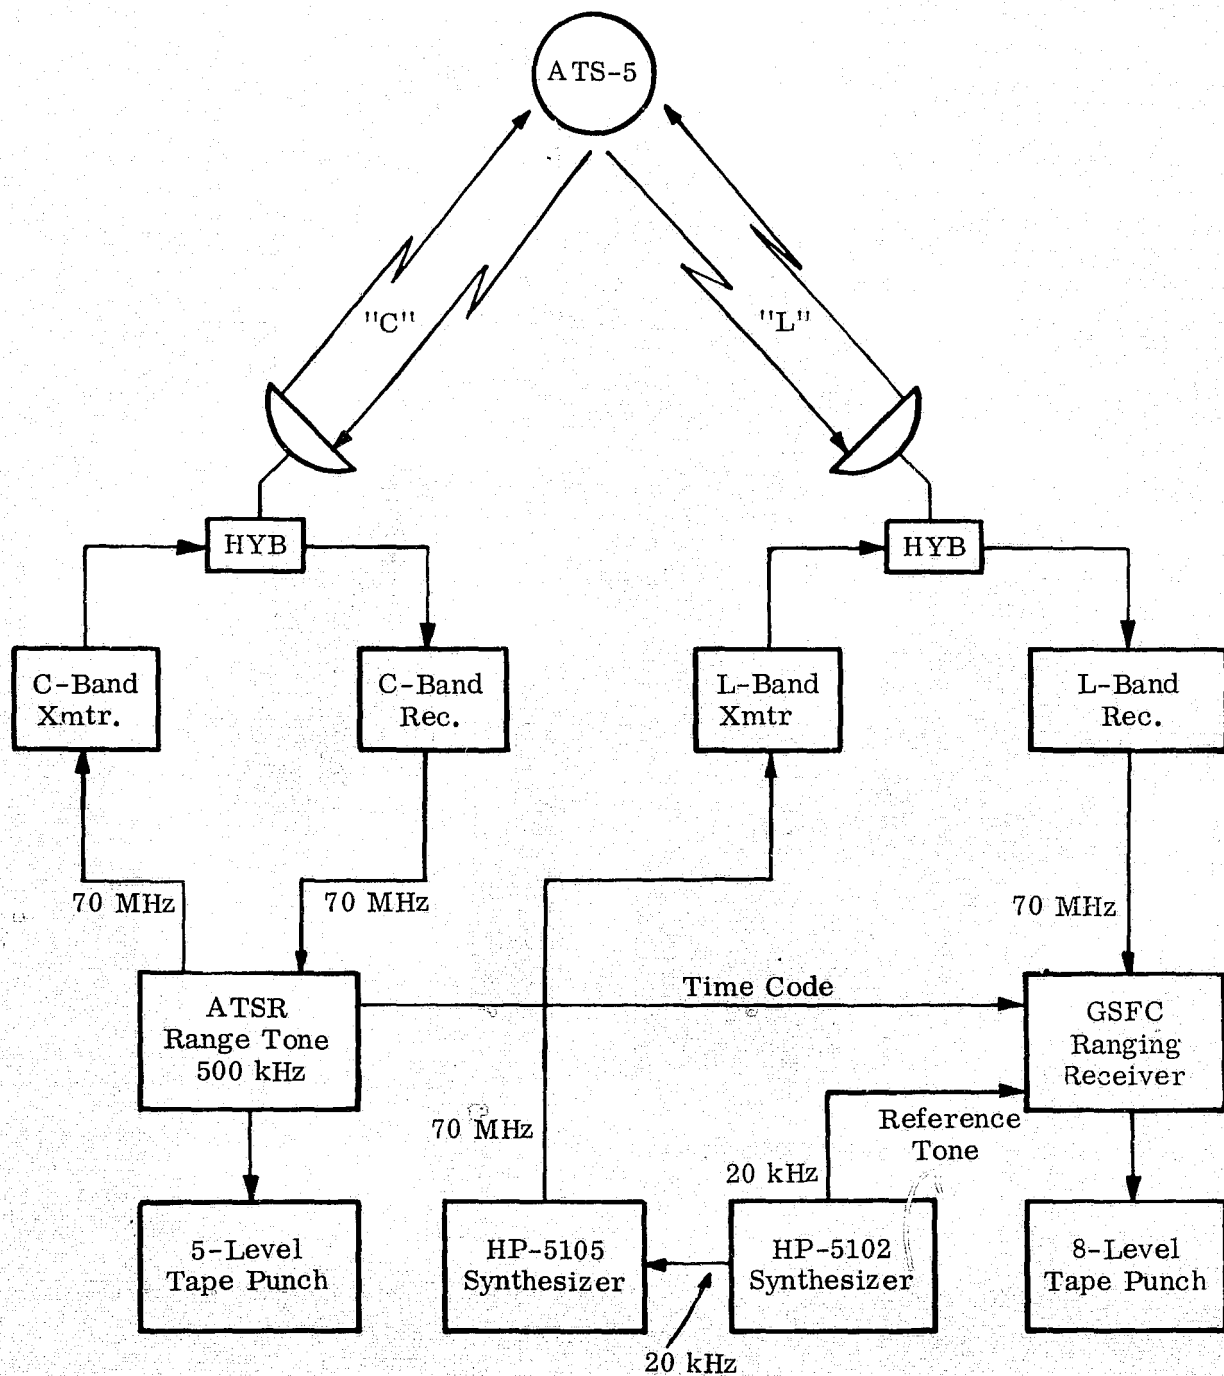 ATS-5
"C"
"L"
HYB
HYB
C-Band
Xmtr.
C-Band
Rec.
L-Band
Xmtr
L-Band
Rec.
70 MHz
70 MHz
70 MHz
ATSR
Range Tone
500 kHz
Time Code
GSFC
Ranging
Receiver
70 MHz
Reference
Tone
20 kHz
5-Level
Tape Punch
HP-5105
Synthesizer
HP-5102
Synthesizer
8-Level
Tape Punch
20 kHz